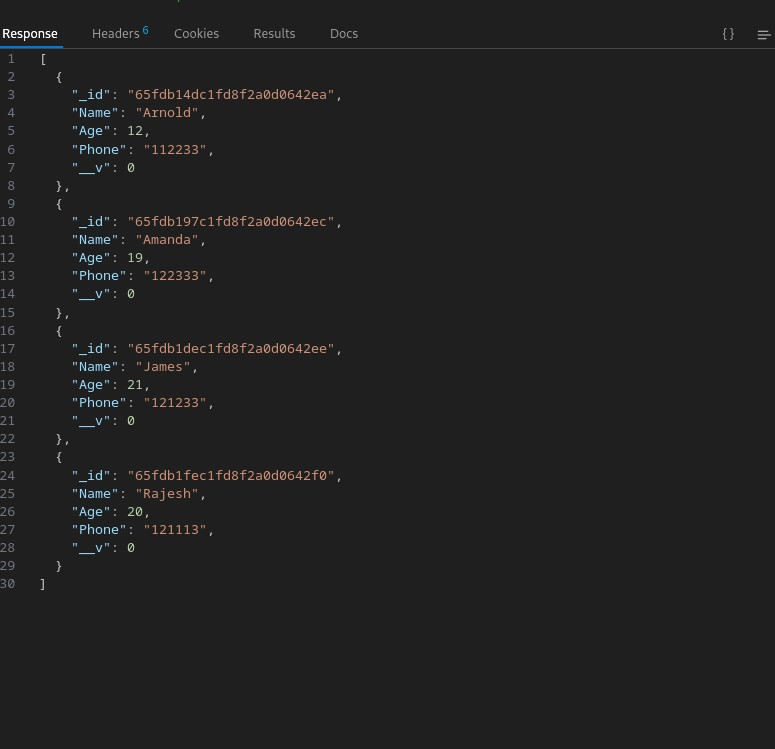 Response Headers 6 Cookies Results Docs {}
1 [
2 {
3 "_id": "65fdb14dc1fd8f2a0d0642ea",
4 "Name": "Arnold",
5 "Age": 12,
6 "Phone": "112233",
7 "__v": 0
8 },
9 {
10 "_id": "65fdb197c1fd8f2a0d0642ec",
11 "Name": "Amanda",
12 "Age": 19,
13 "Phone": "122333",
14 "__v": 0
15 },
16 {
17 "_id": "65fdb1dec1fd8f2a0d0642ee",
18 "Name": "James",
19 "Age": 21,
20 "Phone": "121233",
21 "__v": 0
22 },
23 {
24 "_id": "65fdb1fec1fd8f2a0d0642f0",
25 "Name": "Rajesh",
26 "Age": 20,
27 "Phone": "121113",
28 "__v": 0
29 }
30 ]